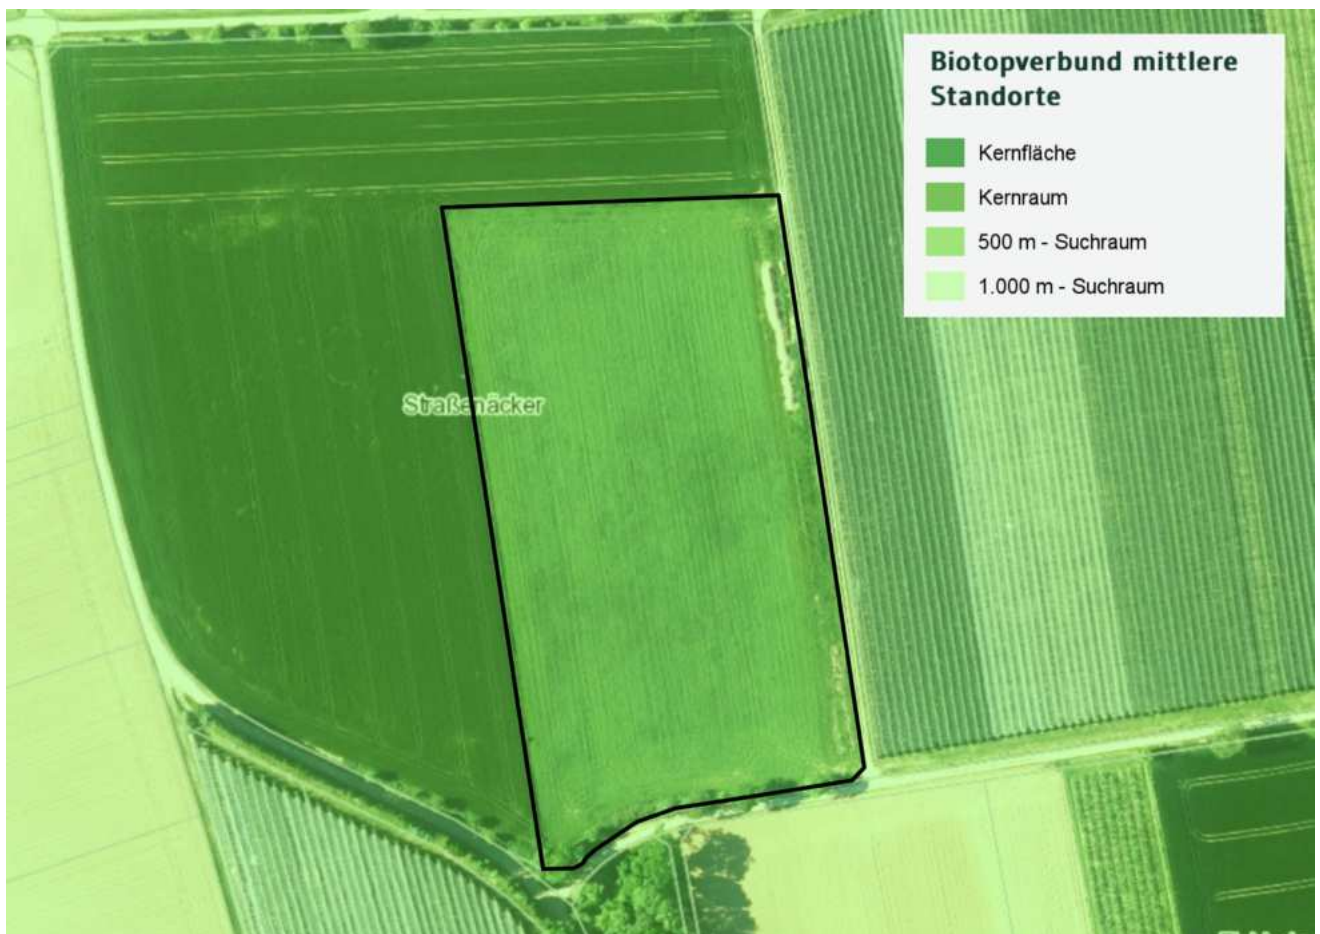 Biotopverbund mittlere
Standorte
Kernfläche
Kernraum
500 m - Suchraum
1.000 m - Suchraum
Straßenäcker